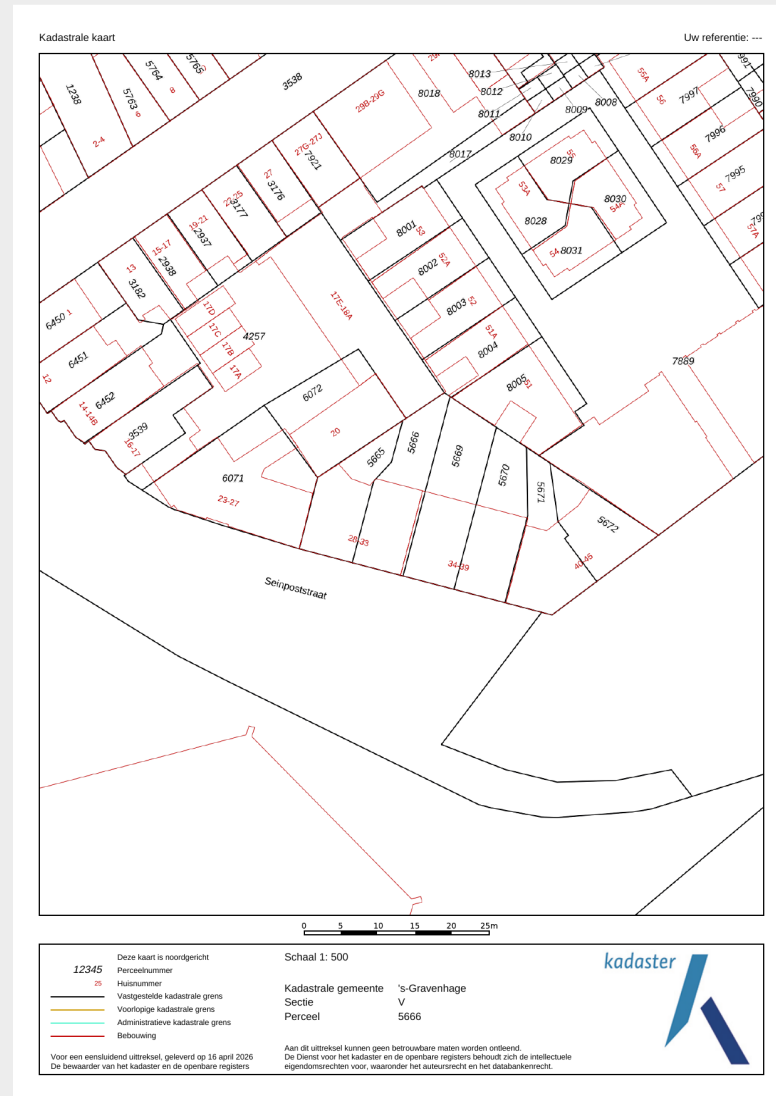 Kadastrale kaart
Uw referentie: ---
1238
5763
6
5764
8
5765
2-4
3538
29B-29G
8018
8013
8012
8011
8009
8008
8010
8017
55A
56
7997
7996
56A
7995
57
57A
7990
27G-27J
7921
27
3176
23-25
3177
19-21
2937
15-17
2938
13
3182
55
8029
53A
8030
54A
8028
54
8031
8001
53
8002
52A
8003
52
51A
8004
8005
51
7889
6450
1
6451
12
6452
14-14B
3539
16-17
17D
17C
17B
17A
4257
17E-18A
6072
20
6071
23-27
5665
5666
5669
5670
5671
5672
28-33
34-39
40-45
Seinpoststraat
0 5 10 15 20 25m
Deze kaart is noordgericht
12345 Perceelnummer
25 Huisnummer
Vastgestelde kadastrale grens
Voorlopige kadastrale grens
Administratieve kadastrale grens
Bebouwing
Voor een eensluidend uittreksel, geleverd op 16 april 2026
De bewaarder van het kadaster en de openbare registers
Schaal 1: 500
Kadastrale gemeente 's-Gravenhage
Sectie V
Perceel 5666
Aan dit uittreksel kunnen geen betrouwbare maten worden ontleend.
De Dienst voor het kadaster en de openbare registers behoudt zich de intellectuele
eigendomsrechten voor, waaronder het auteursrecht en het databankenrecht.
kadaster